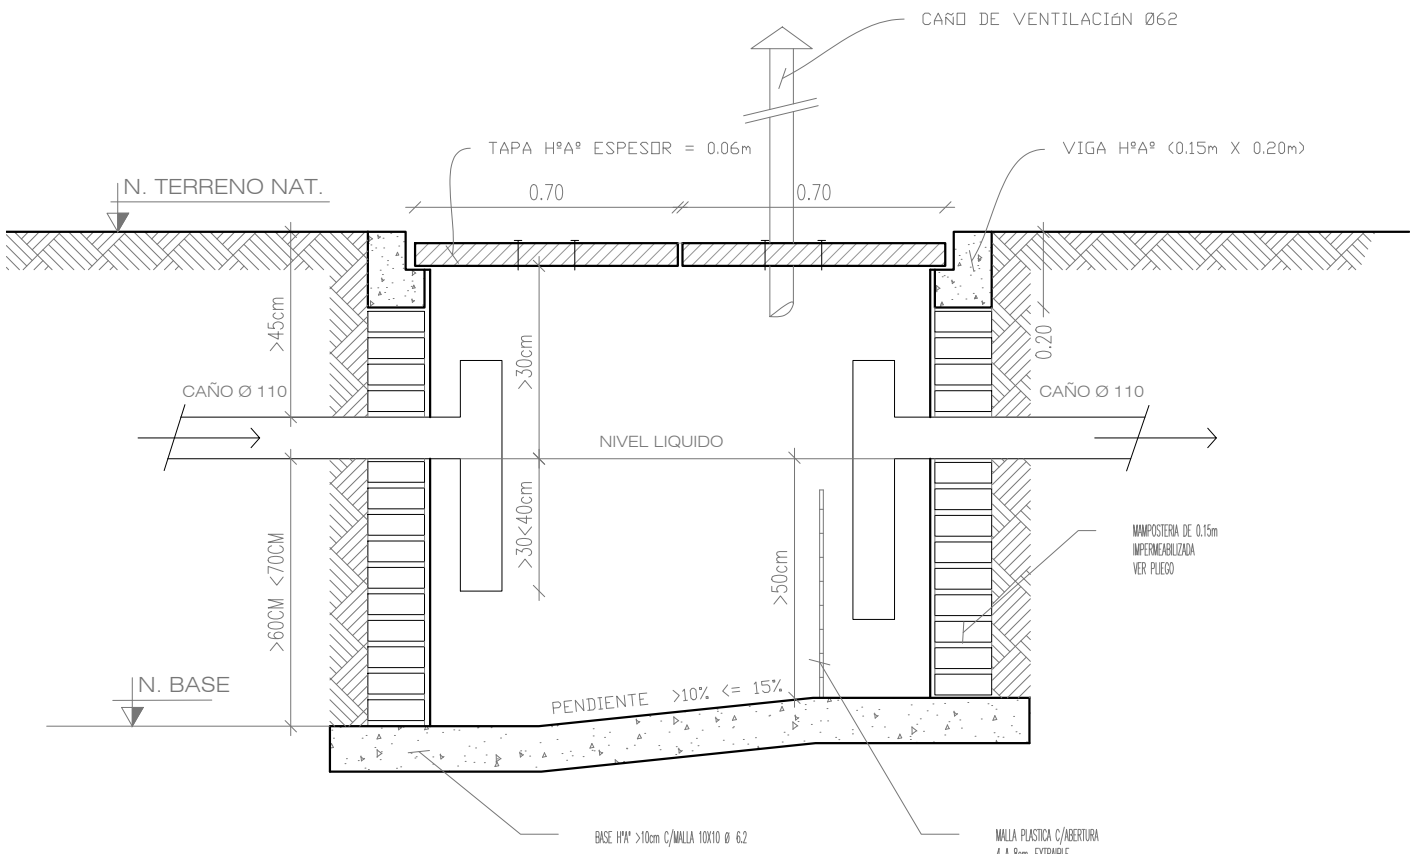 CAÑO DE VENTILACIóN Ø62
TAPA HºAº ESPESOR = 0.06m
VIGA HºAº (0.15m X 0.20m)
N. TERRENO NAT.
0.70
0.70
>45cm
>30cm
0.20
CAÑO Ø 110
CAÑO Ø 110
NIVEL LIQUIDO
>30<40cm
>60CM <70CM
>50cm
MAMPOSTERIA DE 0.15m
IMPERMEABILIZADA
VER PLIEGO
N. BASE
PENDIENTE >10% <= 15%
BASE HºAº >10cm C/MALLA 10X10 Ø 6.2
MALLA PLASTICA C/ABERTURA
4 A 8cm. EXTRAIBLE